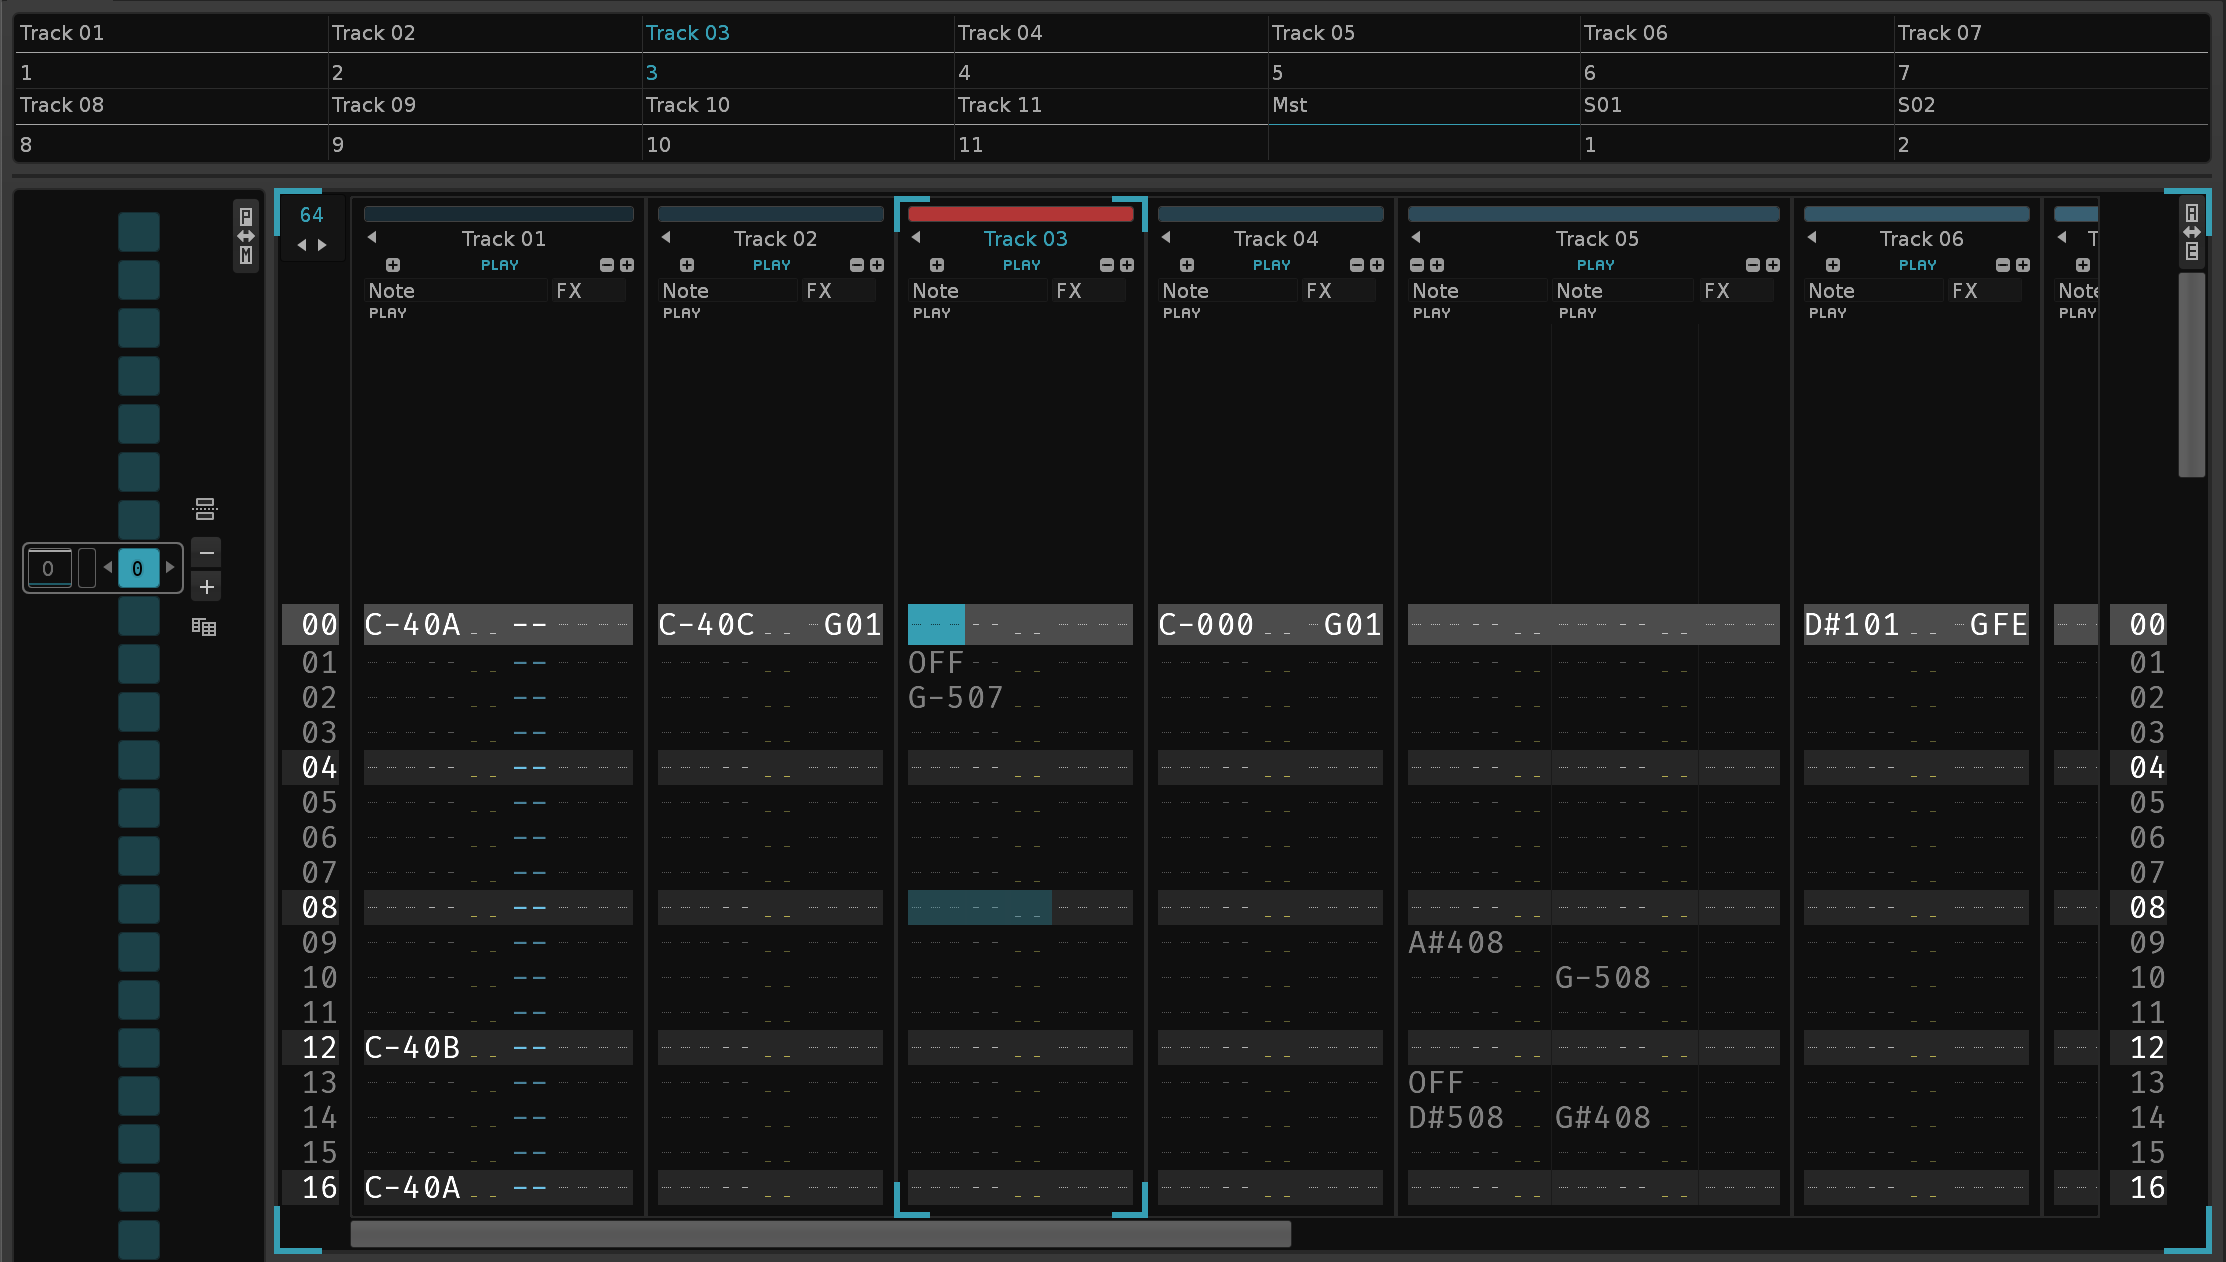 Track 01 Track 02 Track 03 Track 04 Track 05 Track 06 Track 07
1 2 3 4 5 6 7
Track 08 Track 09 Track 10 Track 11 Mst S01 S02
8 9 10 11 1 2
P
M
64
R
E
Track 01 Track 02 Track 03 Track 04 Track 05 Track 06 T
PLAY PLAY PLAY PLAY PLAY PLAY
Note FX Note FX Note FX Note FX Note Note FX Note FX Note
PLAY PLAY PLAY PLAY PLAY PLAY PLAY PLAY
0 0
00 C-40A -- C-40C G01 C-000 G01 D#101 GFE 00
01 -- OFF 01
02 -- G-507 02
03 -- 03
04 -- 04
05 -- 05
06 -- 06
07 -- 07
08 -- 08
09 -- A#408 09
10 -- G-508 10
11 -- 11
12 C-40B -- 12
13 -- OFF 13
14 -- D#508 G#408 14
15 -- 15
16 C-40A -- 16